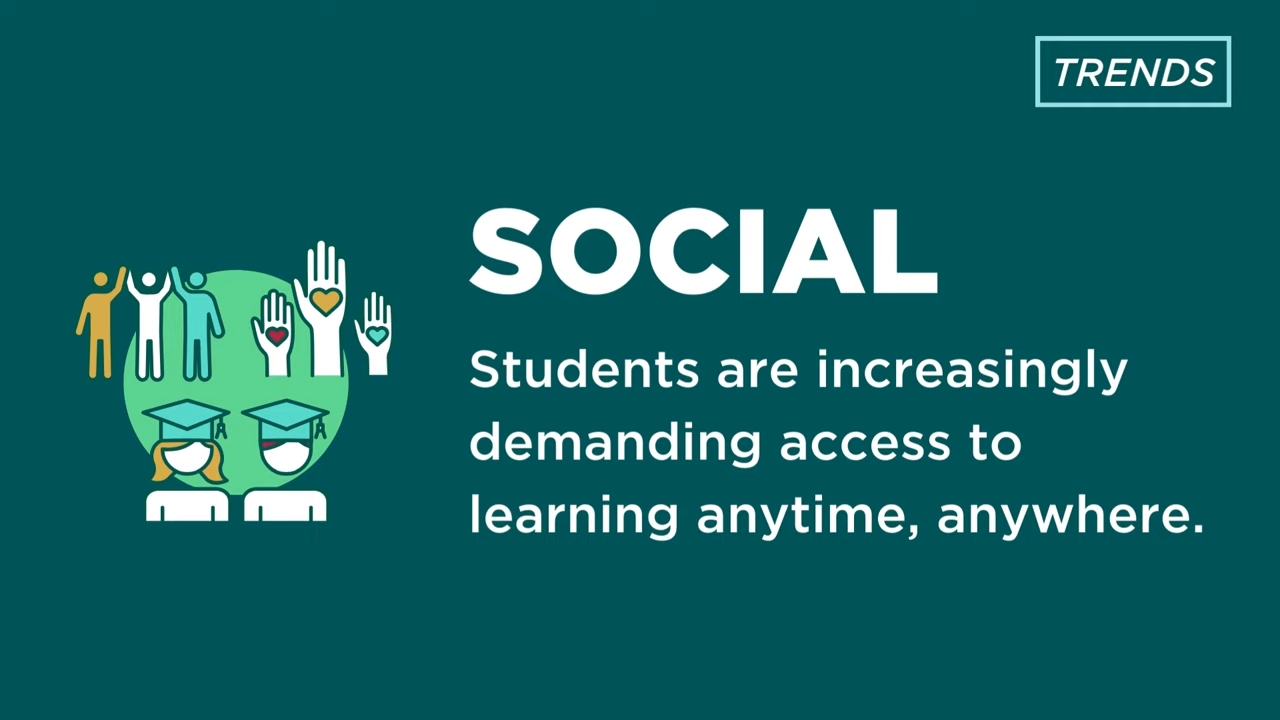 TRENDS
SOCIAL
Students are increasingly
demanding access to
learning anytime, anywhere.